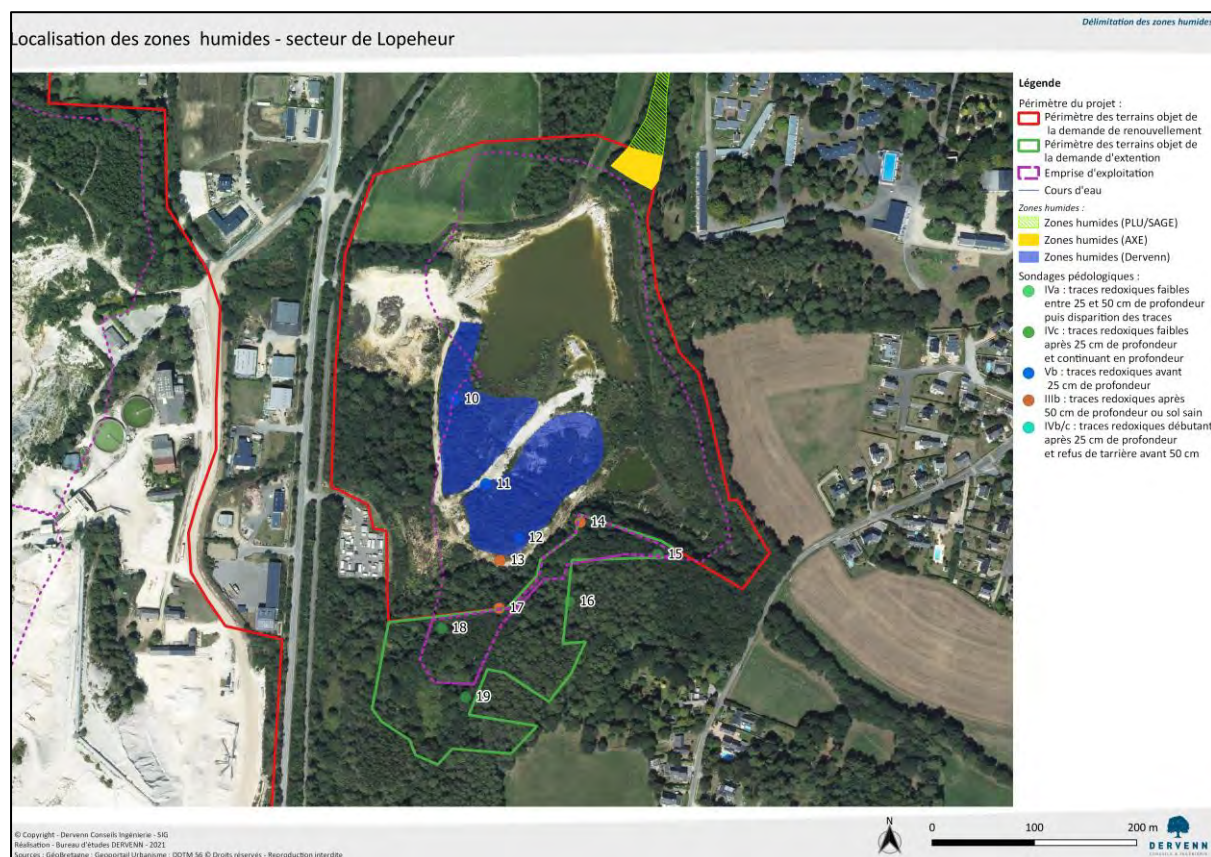 Délimitation des zones humides
Localisation des zones humides - secteur de Lopeheur
Légende
Périmètre du projet :
Périmètre des terrains objet de
la demande de renouvellement
Périmètre des terrains objet de
la demande d'extention
Emprise d'exploitation
Cours d'eau
Zones humides :
Zones humides (PLU/SAGE)
Zones humides (AXE)
Zones humides (Dervenn)
Sondages pédologiques :
IVa : traces redoxiques faibles
entre 25 et 50 cm de profondeur
puis disparition des traces
IVc : traces redoxiques faibles
après 25 cm de profondeur
et continuant en profondeur
Vb : traces redoxiques avant
25 cm de profondeur
IIIb : traces redoxiques après
50 cm de profondeur ou sol sain
IVb/c : traces redoxiques débutant
après 25 cm de profondeur
et refus de tarrière avant 50 cm
10
11
12
13
14
15
16
17
18
19
© Copyright - Dervenn Conseils Ingénierie - SIG
Réalisation - Bureau d'études DERVENN - 2021
Sources : GéoBretagne ; Geoportail Urbanisme ; DDTM 56 © Droits réservés - Reproduction interdite
N
0 100 200 m
DERVENN
CONSEILS & INGÉNIERIE